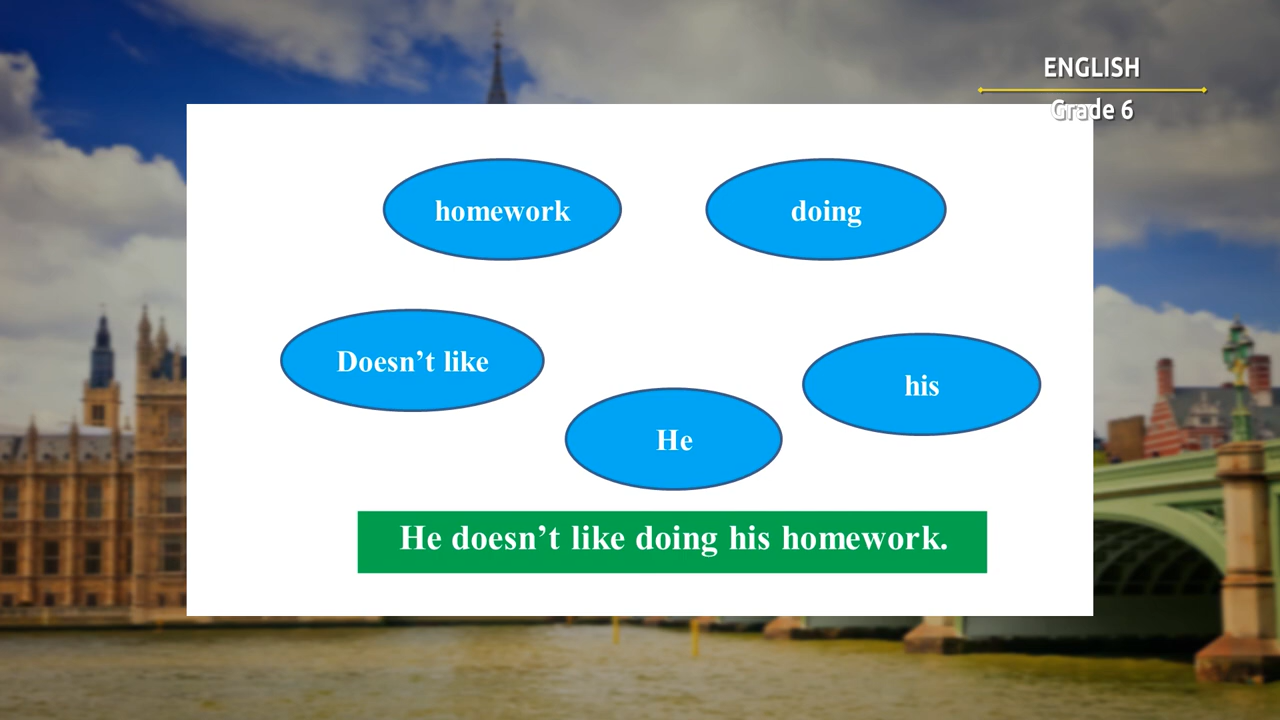 ENGLISH
Grade 6
homework
doing
Doesn’t like
his
He
He doesn’t like doing his homework.